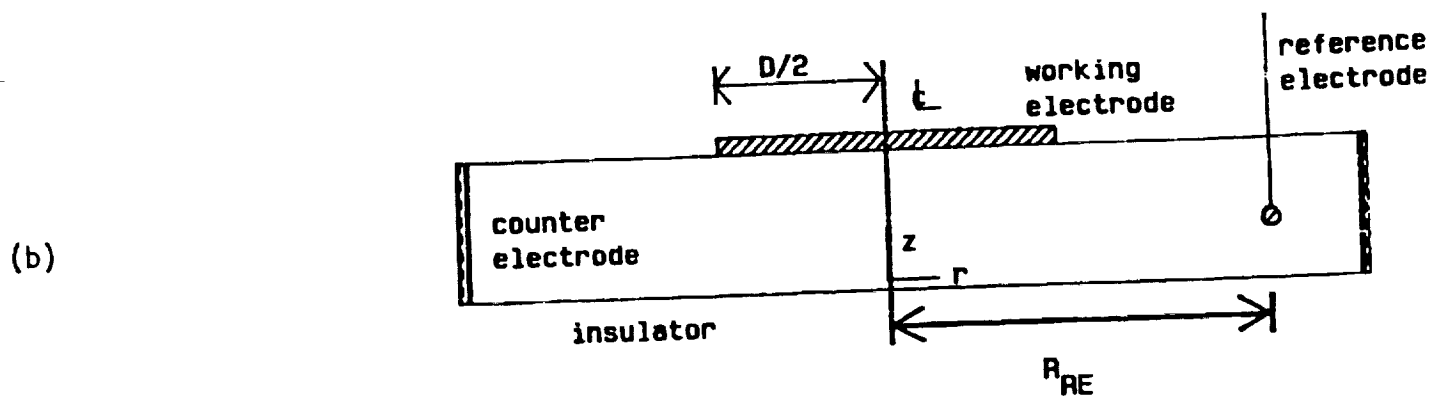 D/2
℄
working
electrode
reference
electrode
counter
electrode
(b)
z
r
insulator
R_RE